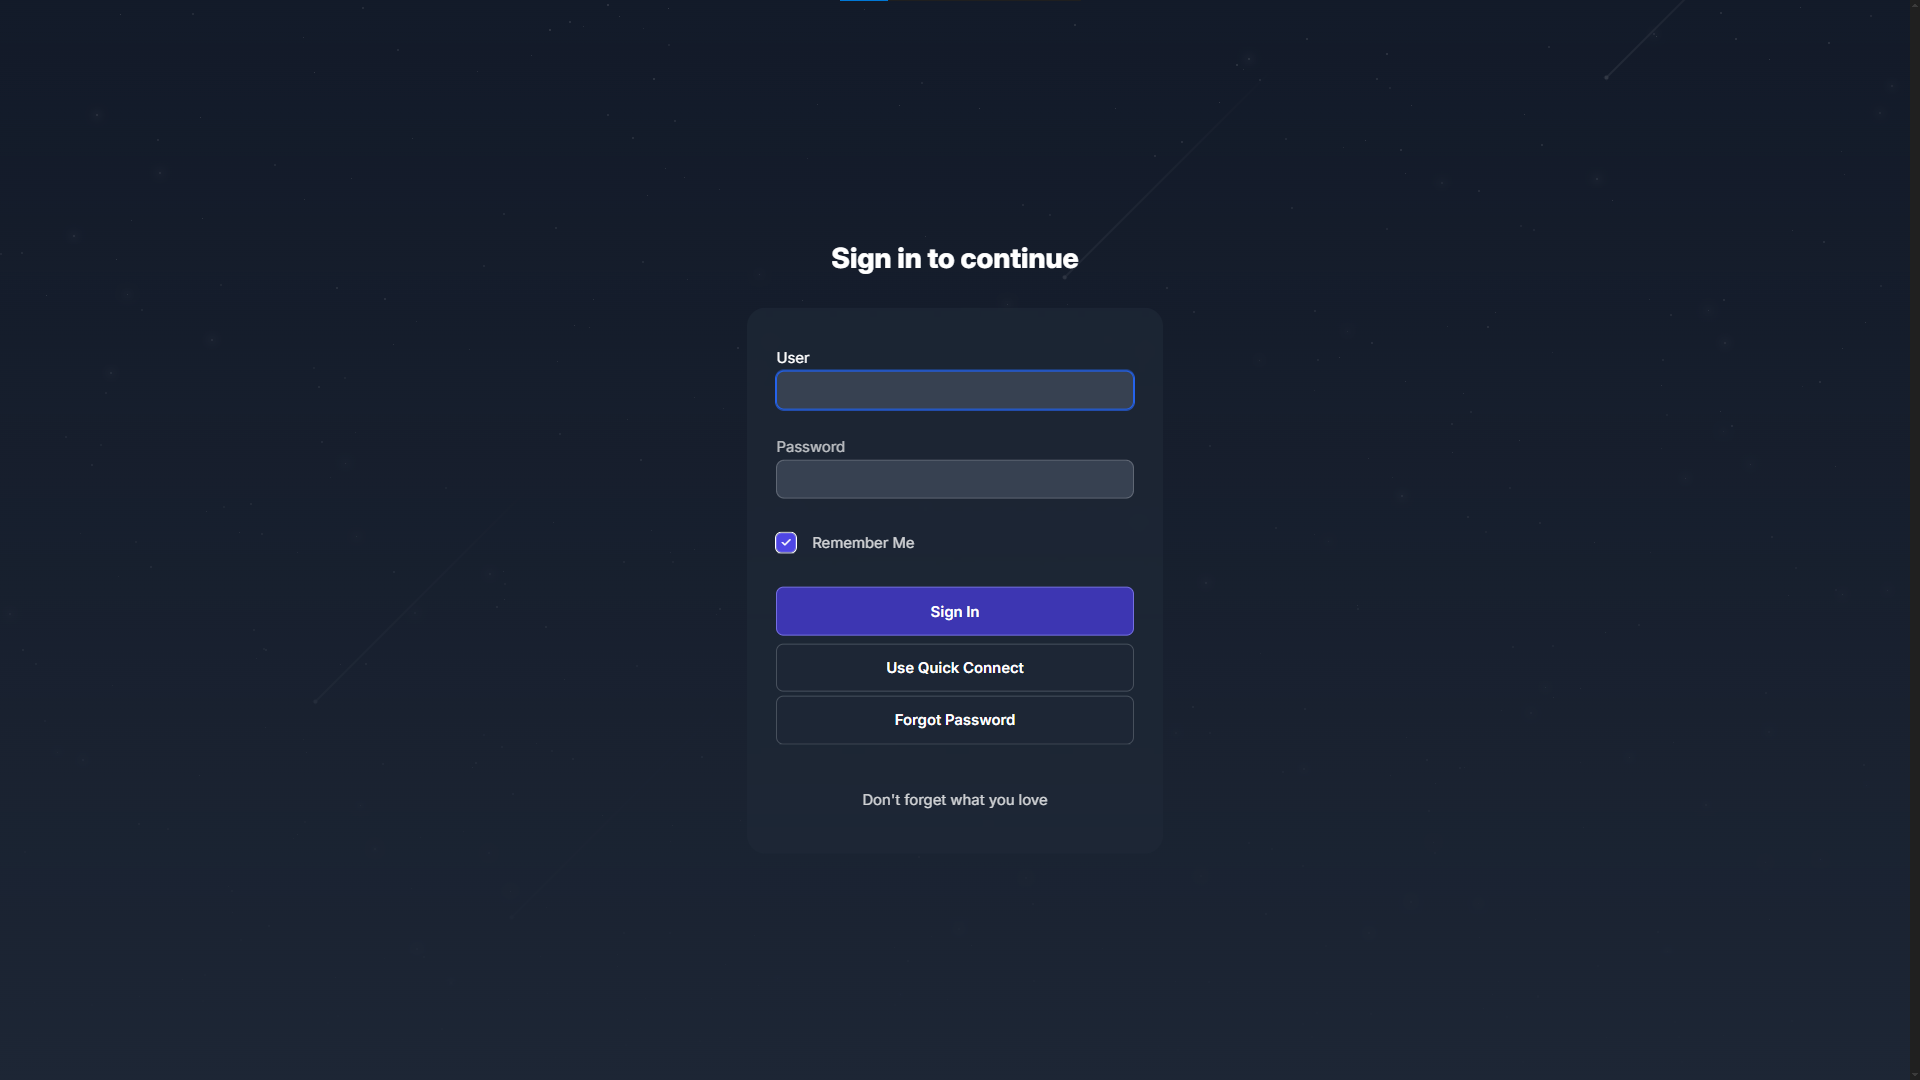 Sign in to continue
User
Password
Remember Me
Sign In
Use Quick Connect
Forgot Password
Don't forget what you love